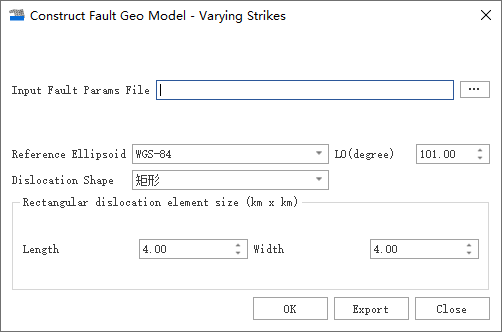 Construct Fault Geo Model - Varying Strikes
Input Fault Params File ...
Reference Ellipsoid WGS-84 L0(degree) 101.00
Dislocation Shape 矩形
Rectangular dislocation element size (km x km)
Length 4.00 Width 4.00
OK Export Close